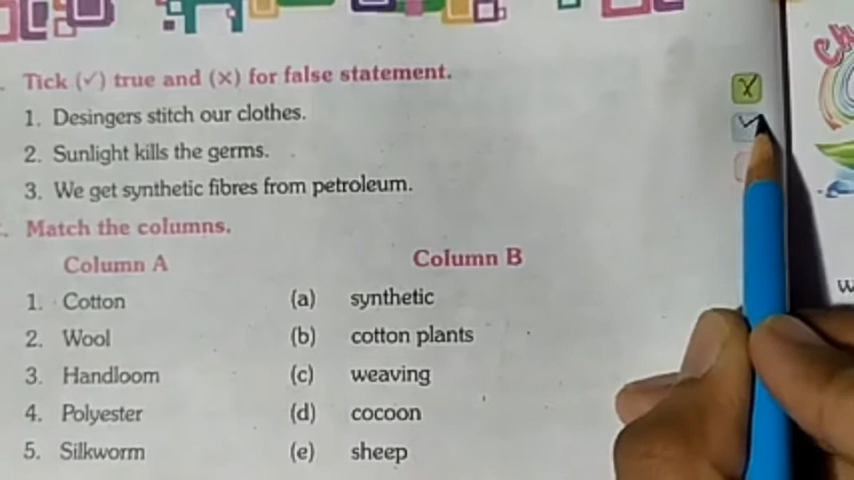 Tick (✓) true and (×) for false statement.
1. Desingers stitch our clothes.
2. Sunlight kills the germs.
3. We get synthetic fibres from petroleum.
Match the columns.
Column A Column B
1. Cotton (a) synthetic
2. Wool (b) cotton plants
3. Handloom (c) weaving
4. Polyester (d) cocoon
5. Silkworm (e) sheep